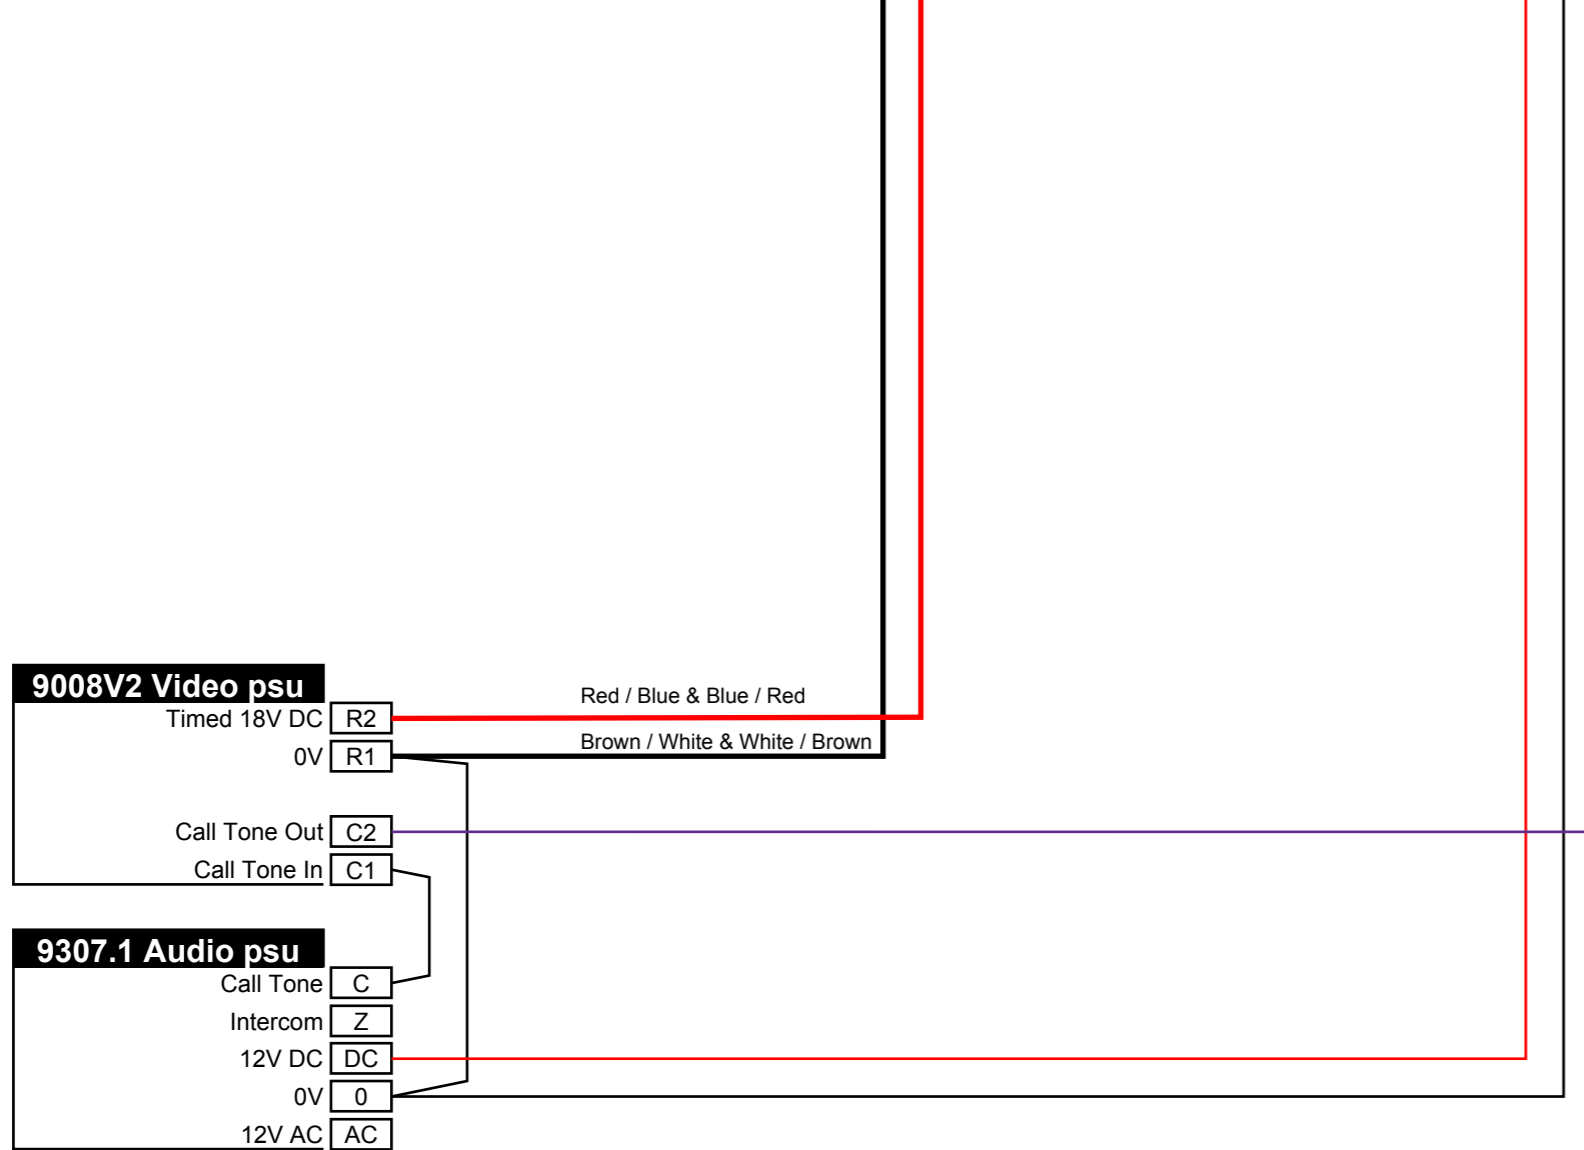 9008V2 Video psu
Timed 18V DC R2
Red / Blue & Blue / Red
0V R1
Brown / White & White / Brown
Call Tone Out C2
Call Tone In C1
9307.1 Audio psu
Call Tone C
Intercom Z
12V DC DC
0V 0
12V AC AC